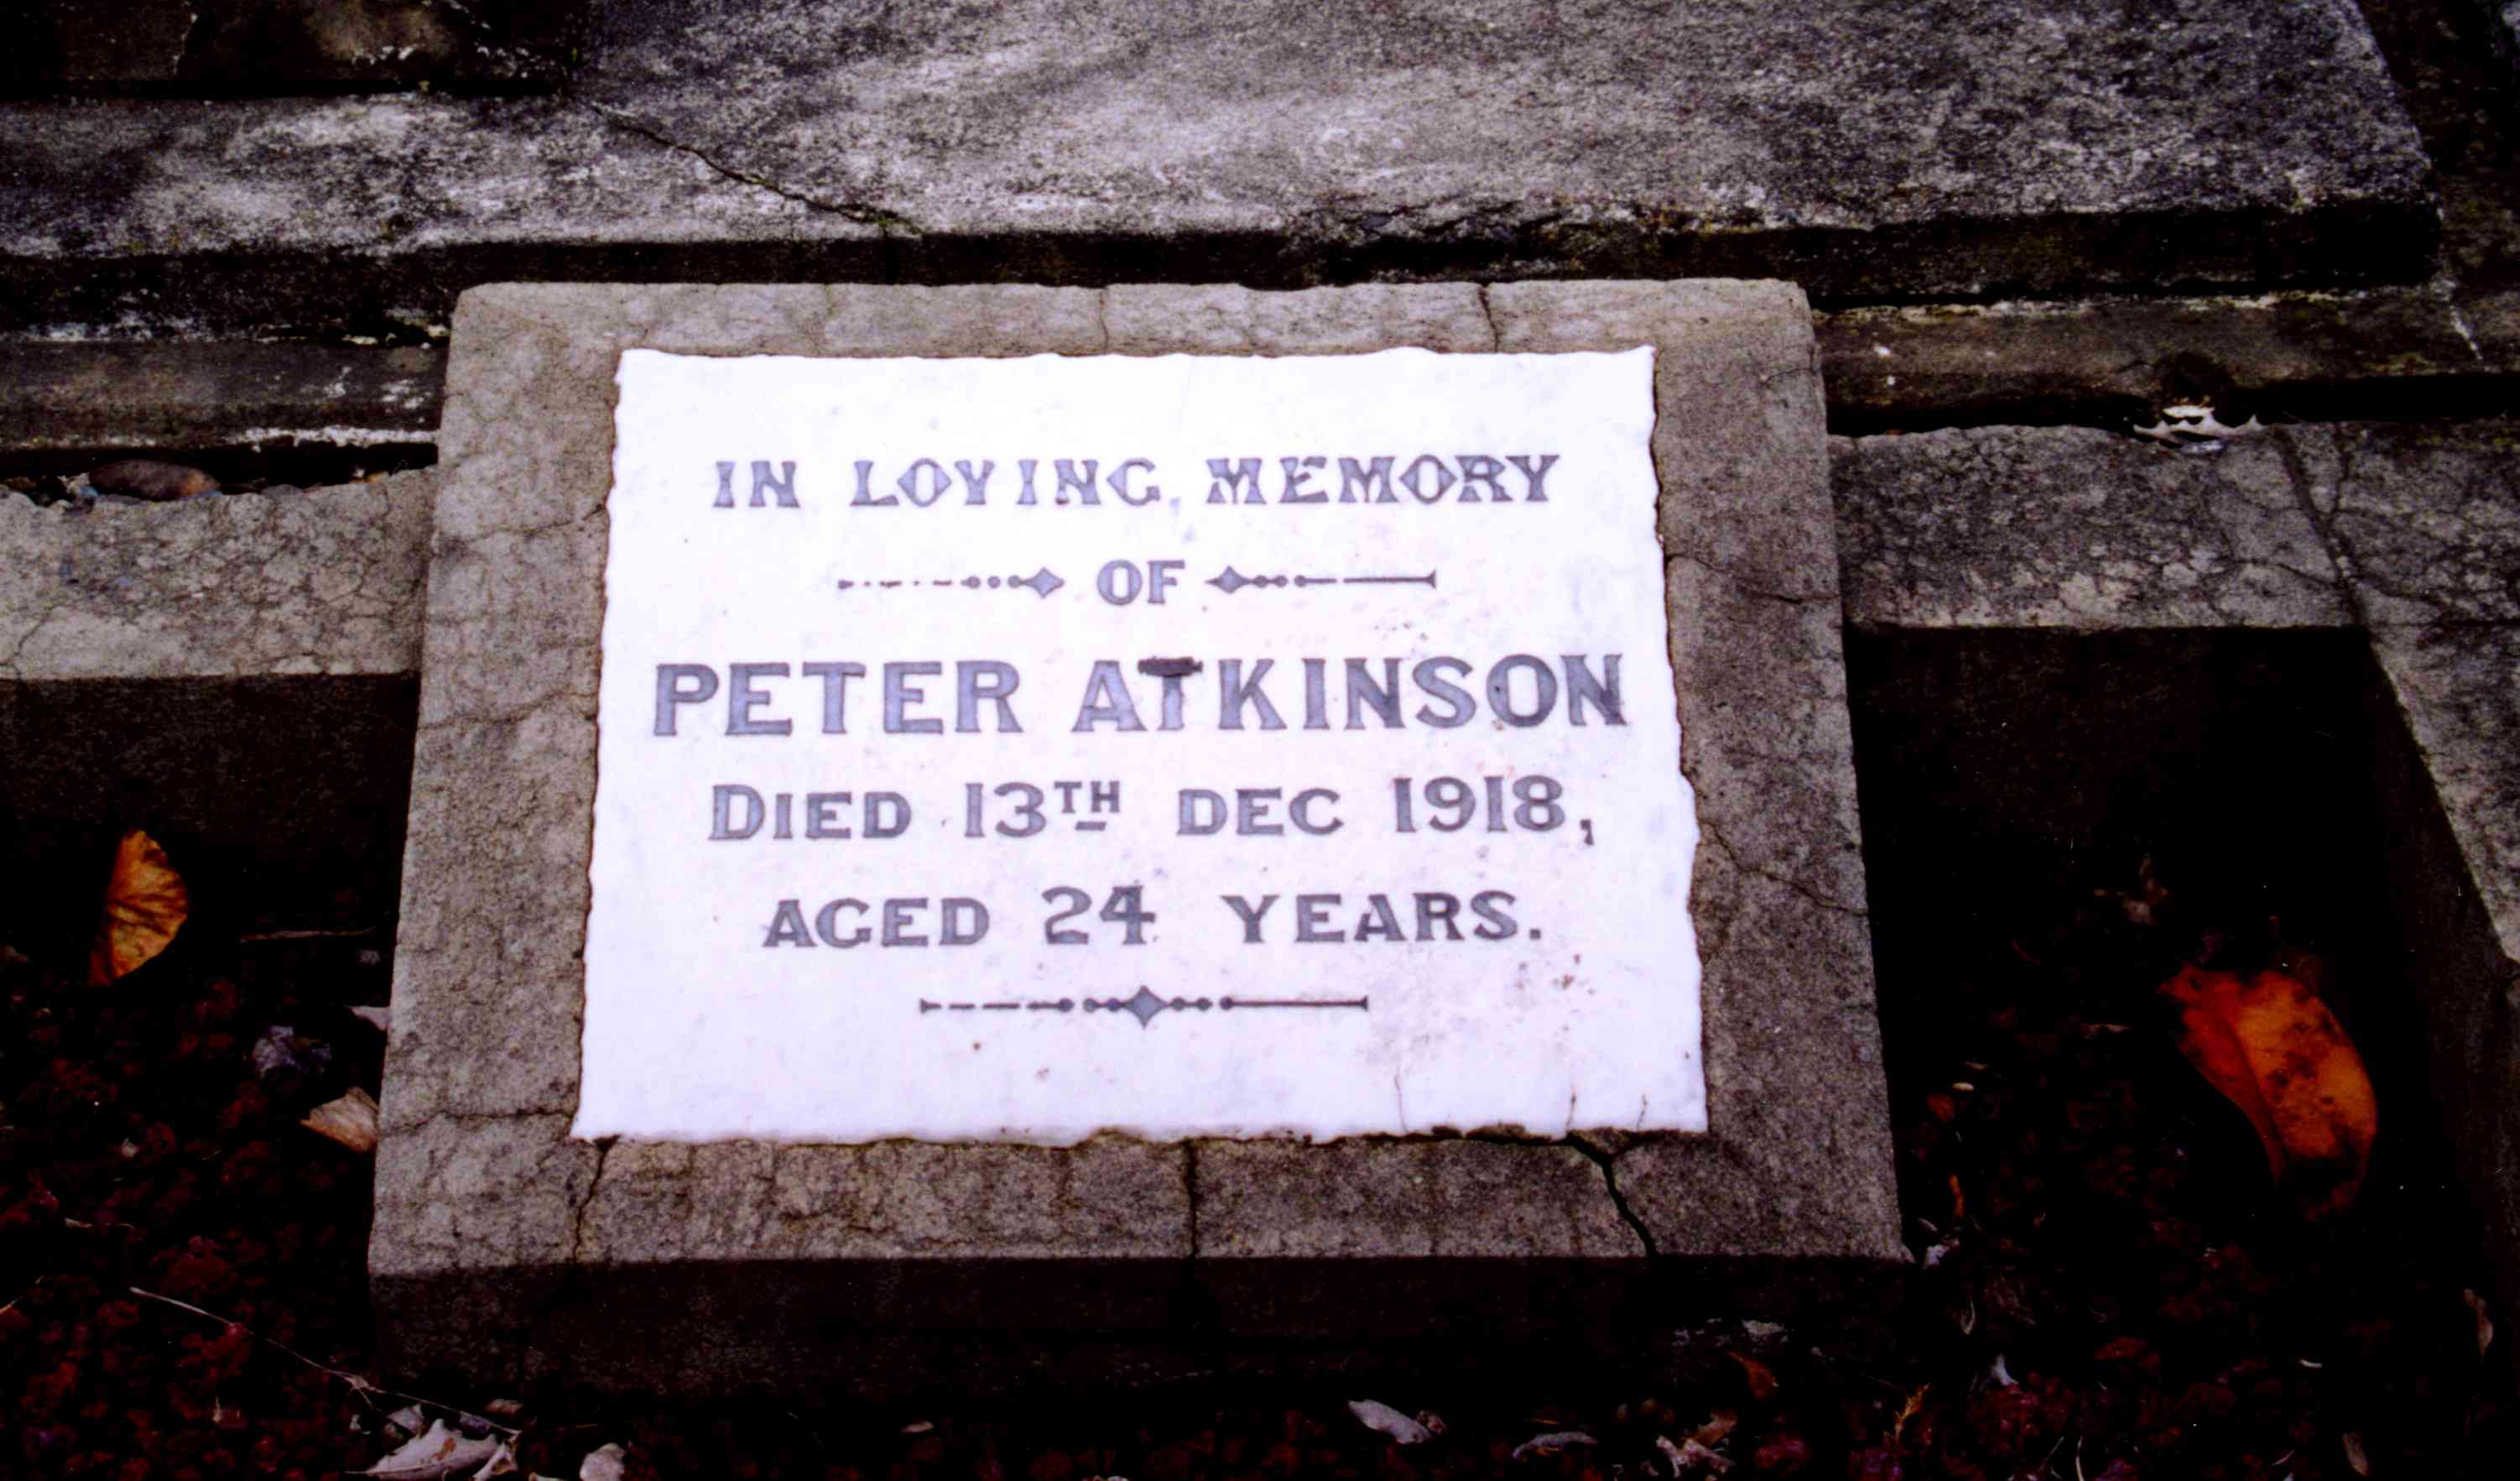 IN LOVING MEMORY
OF
PETER ATKINSON
DIED 13TH DEC 1918,
AGED 24 YEARS.